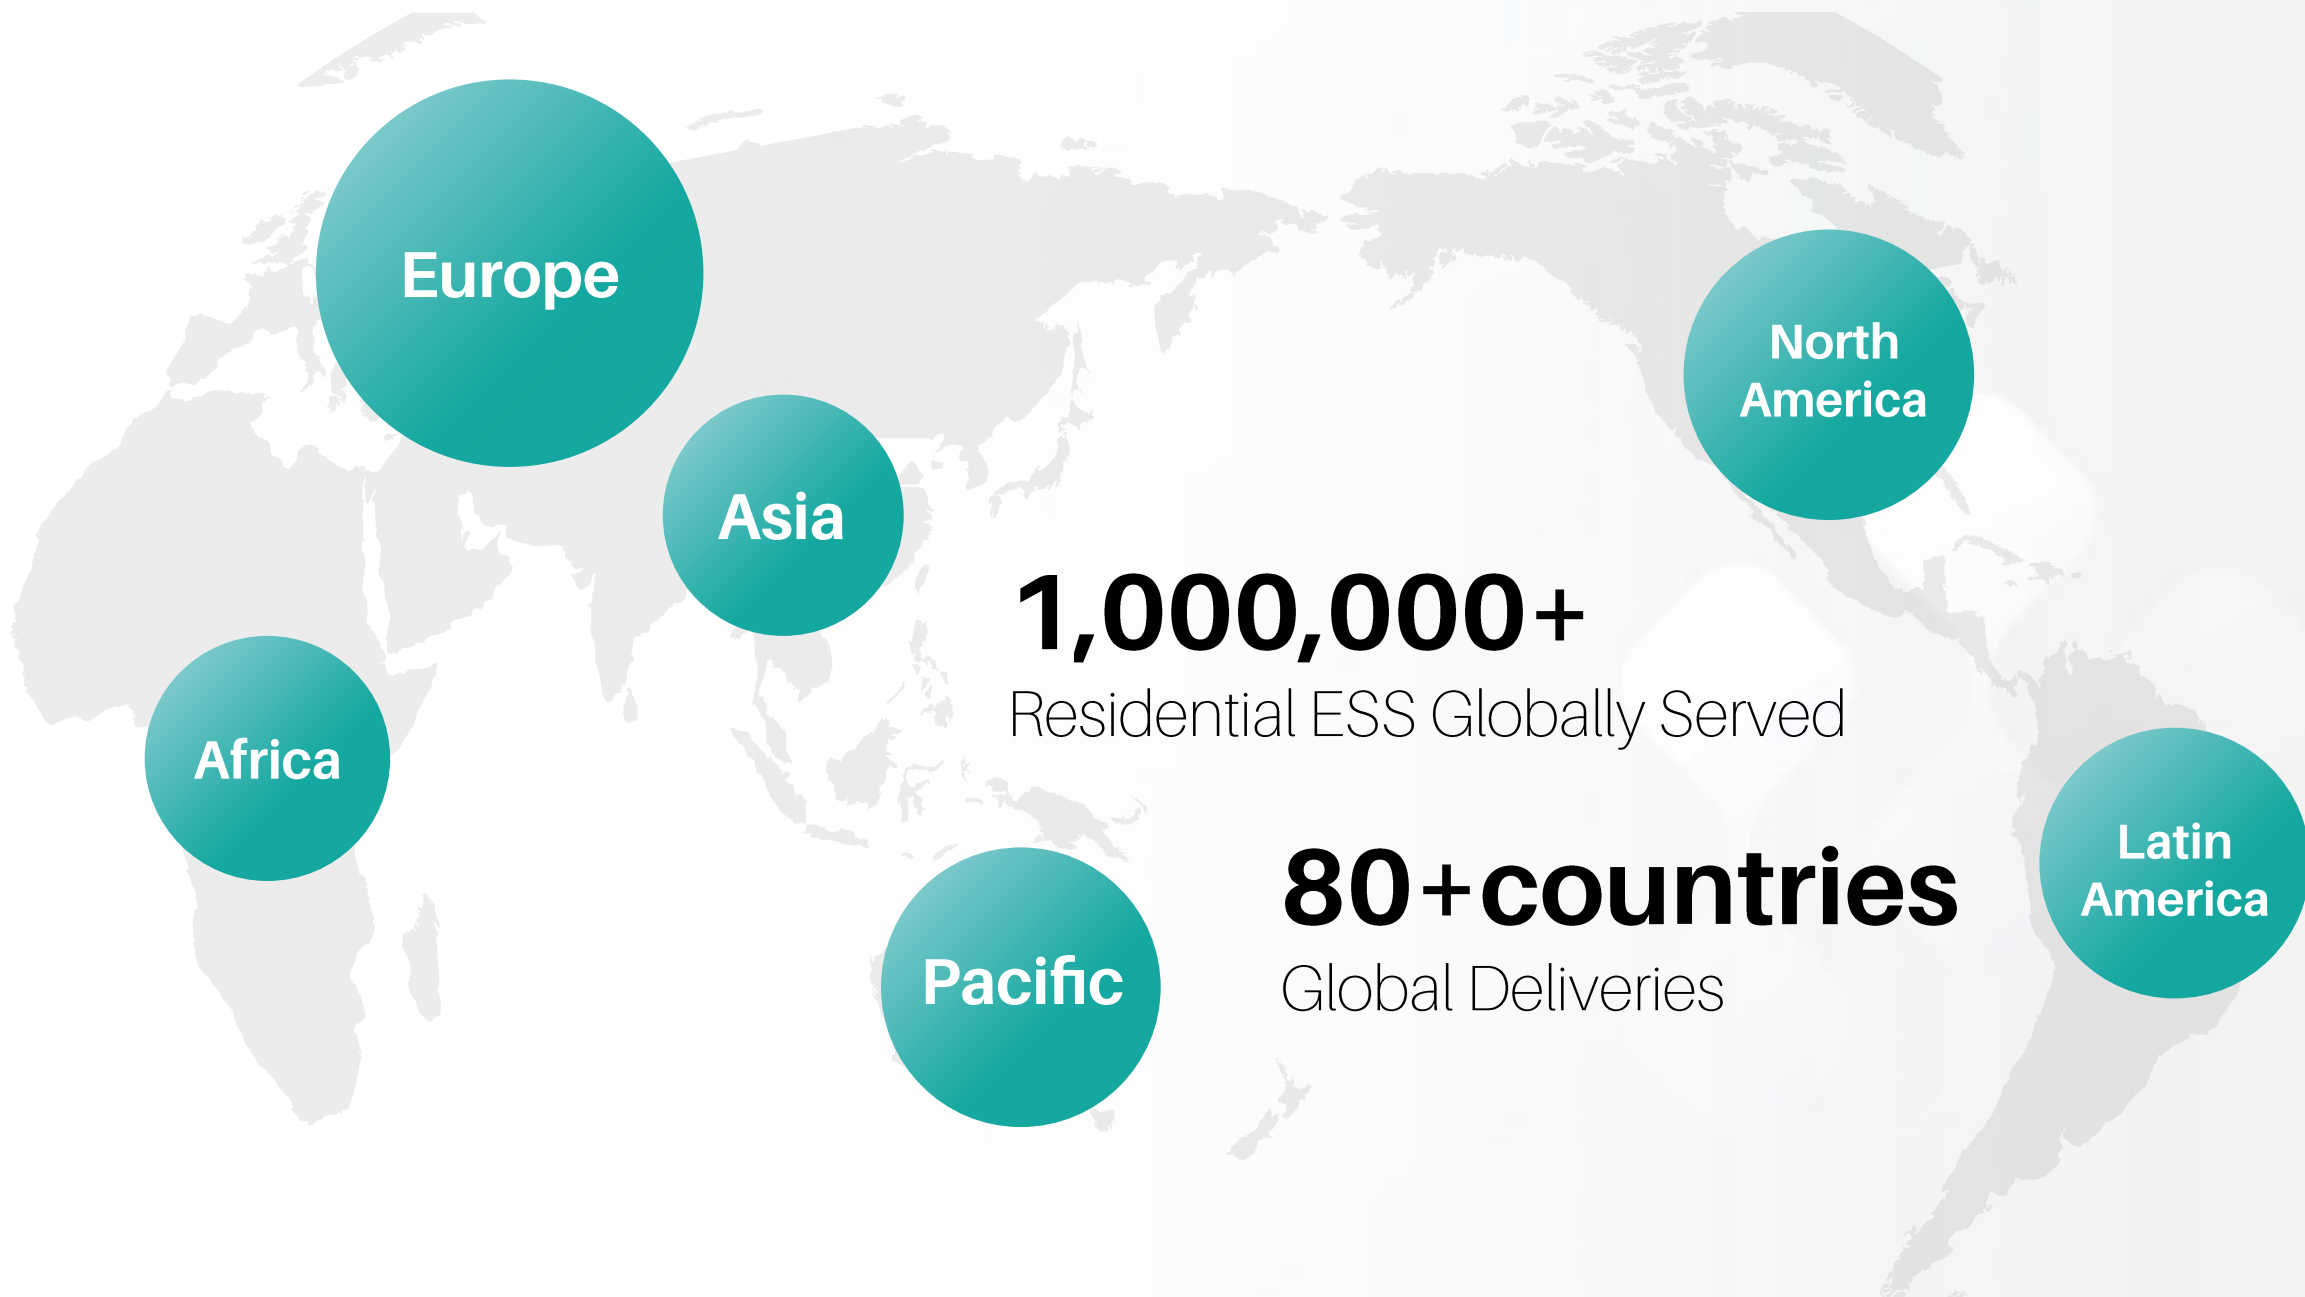 Europe
North
America
Asia
1,000,000+
Residential ESS Globally Served
Africa
80+countries
Global Deliveries
Latin
America
Pacific